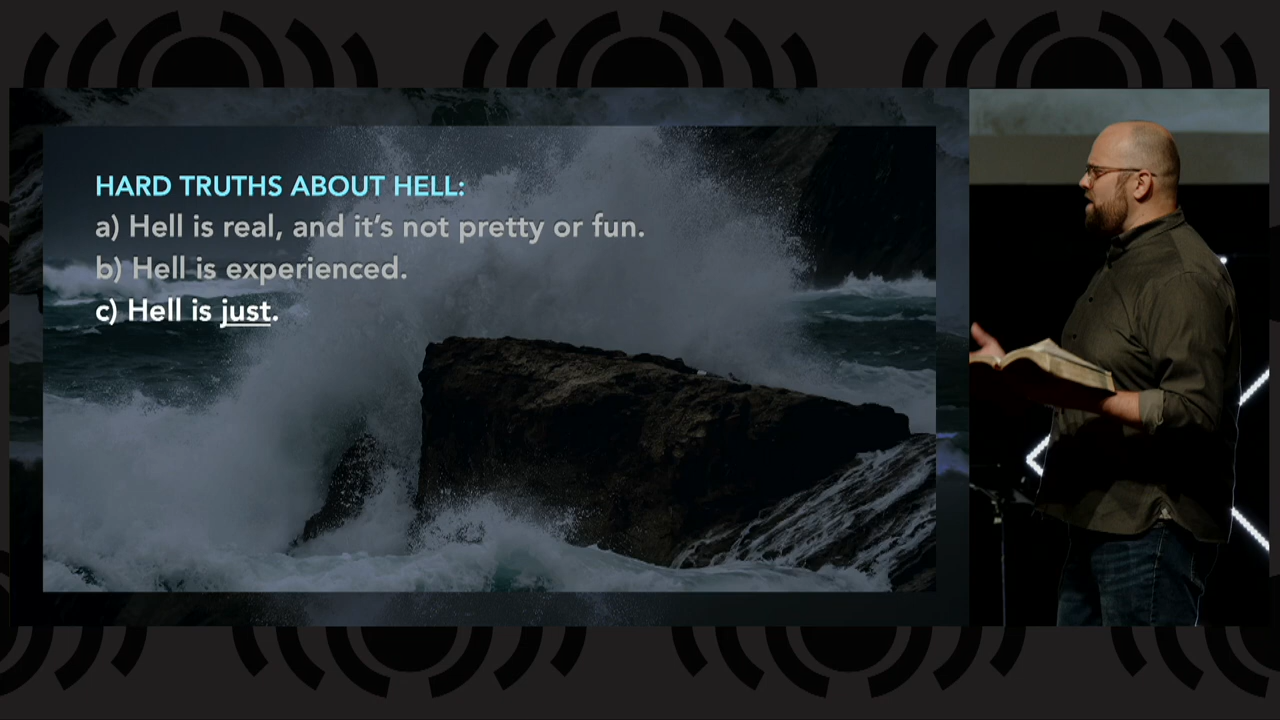 HARD TRUTHS ABOUT HELL:
a) Hell is real, and it’s not pretty or fun.
b) Hell is experienced.
c) Hell is just.